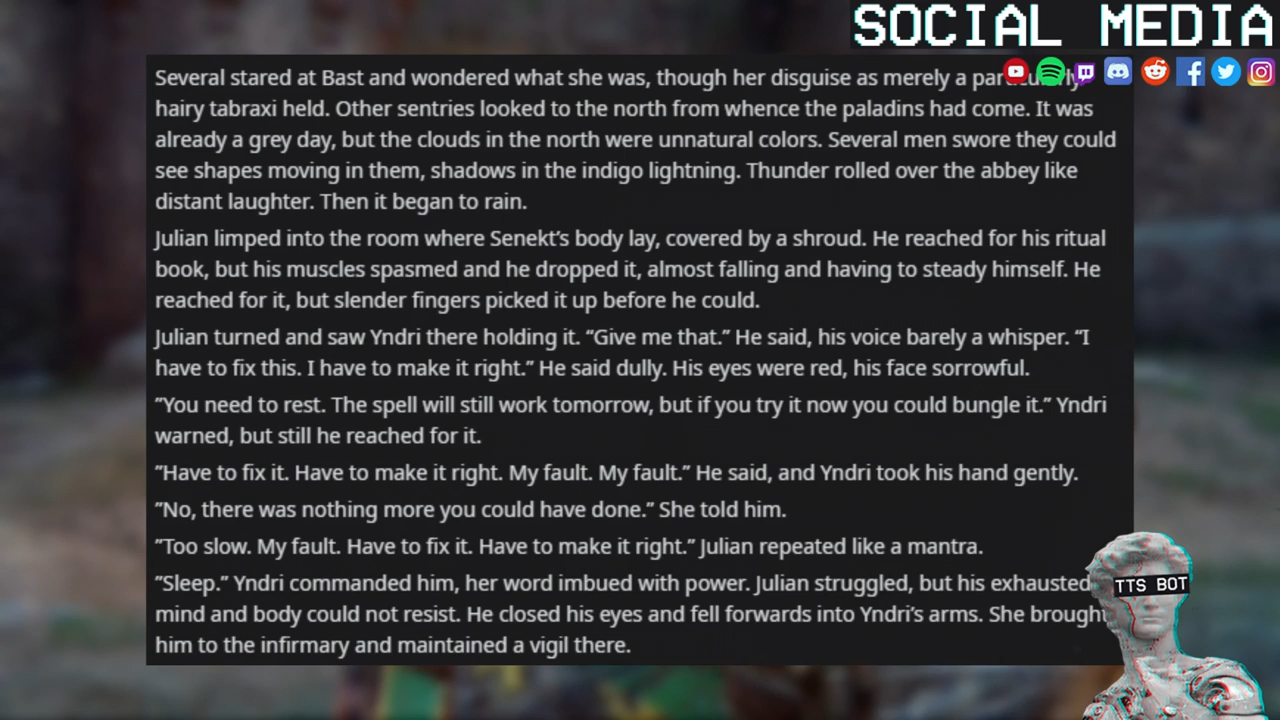 SOCIAL MEDIA
Several stared at Bast and wondered what she was, though her disguise as merely a particularly
hairy tabraxi held. Other sentries looked to the north from whence the paladins had come. It was
already a grey day, but the clouds in the north were unnatural colors. Several men swore they could
see shapes moving in them, shadows in the indigo lightning. Thunder rolled over the abbey like
distant laughter. Then it began to rain.
Julian limped into the room where Senekt’s body lay, covered by a shroud. He reached for his ritual
book, but his muscles spasmed and he dropped it, almost falling and having to steady himself. He
reached for it, but slender fingers picked it up before he could.
Julian turned and saw Yndri there holding it. “Give me that.” He said, his voice barely a whisper. “I
have to fix this. I have to make it right.” He said dully. His eyes were red, his face sorrowful.
”You need to rest. The spell will still work tomorrow, but if you try it now you could bungle it.” Yndri
warned, but still he reached for it.
”Have to fix it. Have to make it right. My fault. My fault.” He said, and Yndri took his hand gently.
”No, there was nothing more you could have done.” She told him.
”Too slow. My fault. Have to fix it. Have to make it right.” Julian repeated like a mantra.
”Sleep.” Yndri commanded him, her word imbued with power. Julian struggled, but his exhausted
mind and body could not resist. He closed his eyes and fell forwards into Yndri’s arms. She brought
him to the infirmary and maintained a vigil there.
TTS BOT